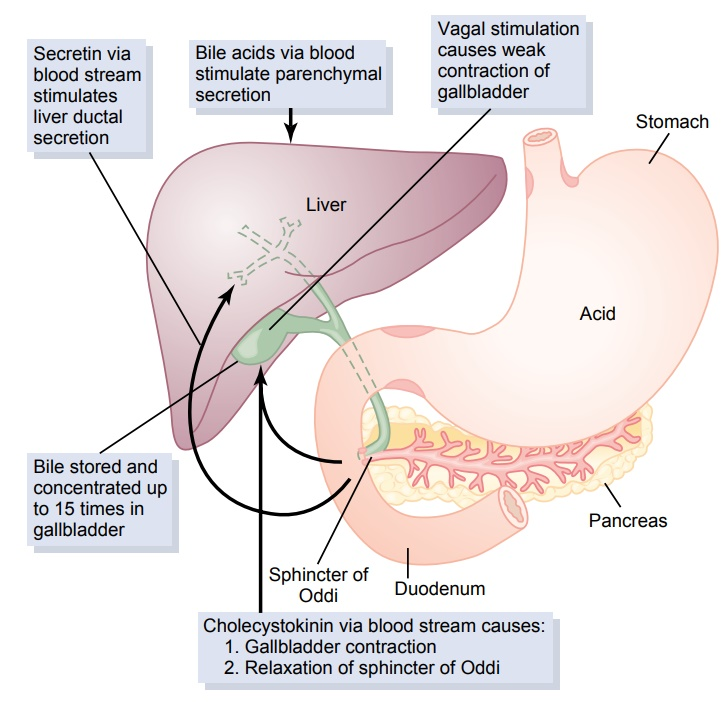 Secretin via
blood stream
stimulates
liver ductal
secretion
Bile acids via blood
stimulate parenchymal
secretion
Vagal stimulation
causes weak
contraction of
gallbladder
Stomach
Liver
Acid
Bile stored and
concentrated up
to 15 times in
gallbladder
Pancreas
Sphincter of
Oddi
Duodenum
Cholecystokinin via blood stream causes:
1. Gallbladder contraction
2. Relaxation of sphincter of Oddi